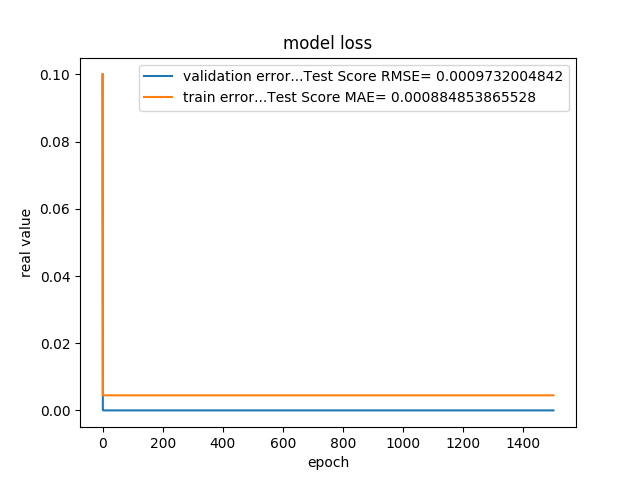 model loss
validation error...Test Score RMSE= 0.0009732004842
train error...Test Score MAE= 0.000884853865528
0.10
0.08
0.06
0.04
0.02
0.00
real value
0 200 400 600 800 1000 1200 1400
epoch